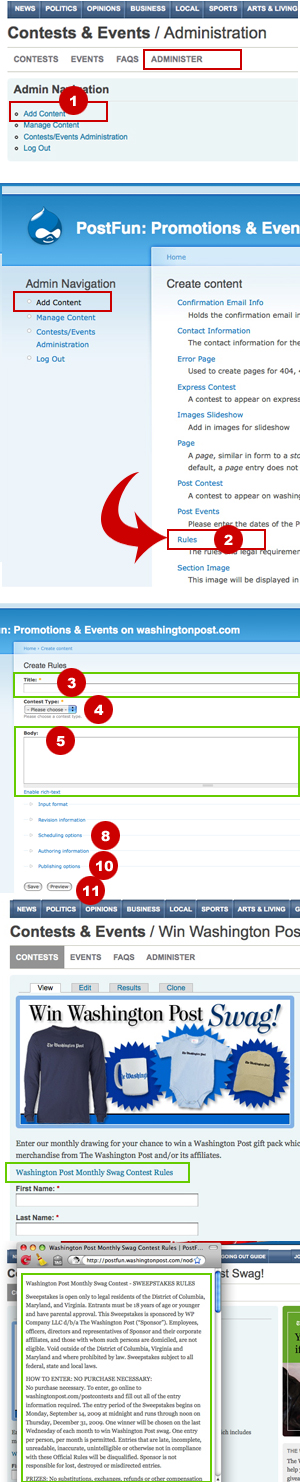 NEWS POLITICS OPINIONS BUSINESS LOCAL SPORTS ARTS & LIVING
Contests & Events / Administration
CONTESTS EVENTS FAQS ADMINISTER
Admin Navigation
1
Add Content
Manage Content
Contests/Events Administration
Log Out
PostFun: Promotions & Even
Home
Admin Navigation
Add Content
Manage Content
Contests/Events
Administration
Log Out
Create content
Confirmation Email Info
Holds the confirmation email in
Contact Information
The contact information for the
Error Page
Used to create pages for 404,
Express Contest
A contest to appear on express
Images Slideshow
Add in images for slideshow
Page
A page, similar in form to a sto
default, a page entry does not
Post Contest
A contest to appear on washing
Post Events
Please enter the dates of the P
Rules
2
The rules legal requiremen
Section Image
This image will be displayed in
n: Promotions & Events on washingtonpost.com
Home » Create content
Create Rules
Title: *
3
Contest Type: *
- Please choose -
4
Please choose a contest type.
Body:
5
Enable rich-text
Input format
Revision information
Scheduling options
8
Authoring information
Publishing options
10
Save Preview
11
NEWS POLITICS OPINIONS BUSINESS LOCAL SPORTS ARTS & LIVING G
Contests & Events / Win Washington Pos
CONTESTS EVENTS FAQS ADMINISTER
View Edit Results Clone
Win Washington Post Swag!
The Washington Post
Enter our monthly drawing for your chance to win a Washington Post gift pack whic
merchandise from The Washington Post and/or its affiliates.
Washington Post Monthly Swag Contest Rules
First Name: *
Last Name: *
GOING OUT GUIDE JO
Post Swag!
Washington Post Monthly Swag Contest Rules | PostF...
http://postfun.washingtonpost.com/nod
Washington Post Monthly Swag Contest - SWEEPSTAKES RULES
Sweepstakes is open only to legal residents of the District of Columbia,
Maryland, and Virginia. Entrants must be 18 years of age or younger
and have parental approval. This Sweepstakes is sponsored by WP
Company LLC d/b/a The Washington Post ("Sponsor"). Employees,
officers, directors and representatives of Sponsor and their corporate
affiliates, and those with whom such persons are domiciled, are not
eligible. Void outside of the District of Columbia, Virginia and
Maryland and where prohibited by law. Sweepstakes subject to all
federal, state and local laws.
HOW TO ENTER: NO PURCHASE NECESSARY:
No purchase necessary. To enter, go online to
washingtonpost.com/postcontests and fill out all of the entry
information required. The entry period of the Sweepstakes begins on
Monday, September 14, 2009 at midnight and runs through noon on
Thursday, December 31, 2009. One winner will be chosen on the last
Wednesday of each month to win Washington Post swag. One entry
per person, per month is permitted. Entries that are late, incomplete,
unreadable, inaccurate, unintelligible or otherwise not in compliance
with these Official Rules will be disqualified. Sponsor is not
responsible for lost, destroyed or misdirected entries.
PRIZES: No substitutions, exchanges, refunds or other compensation
which includes
THE W